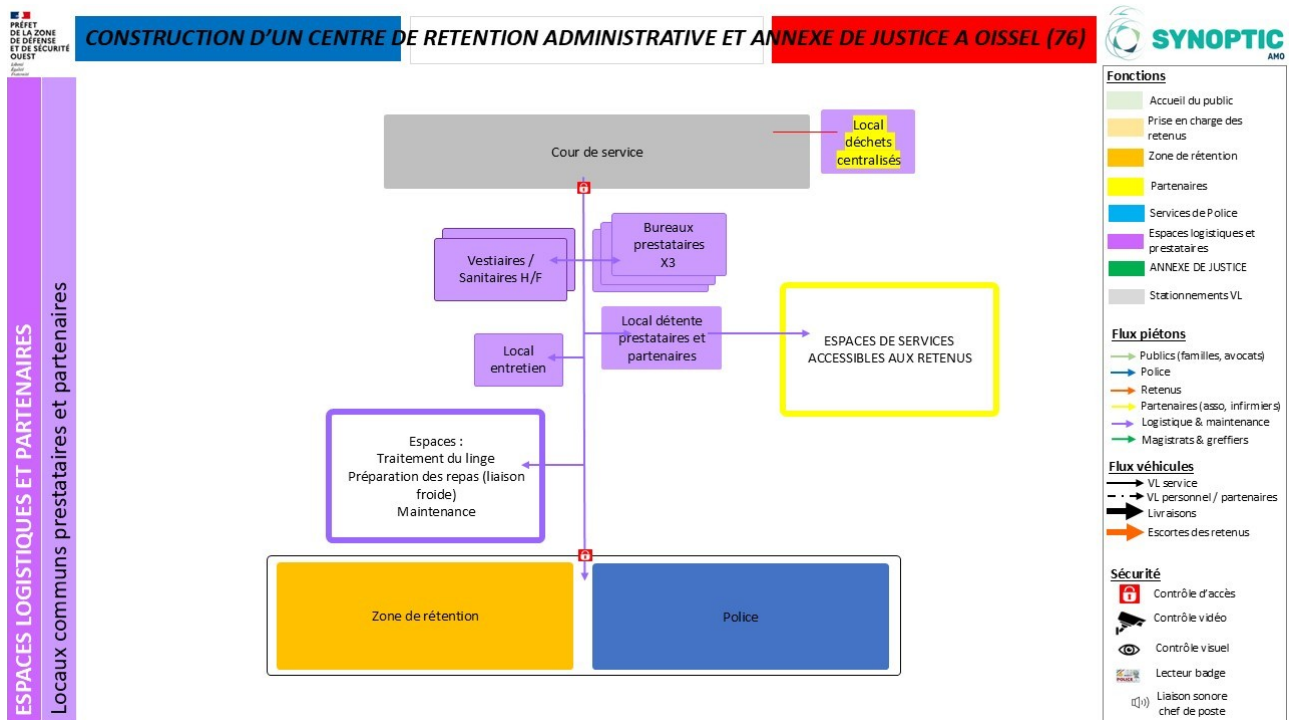 PRÉFET
DE LA ZONE
DE DÉFENSE
ET DE SÉCURITÉ
OUEST
Liberté
Égalité
Fraternité
CONSTRUCTION D'UN CENTRE DE RETENTION ADMINISTRATIVE ET ANNEXE DE JUSTICE A OISSEL (76)
SYNOPTIC
AMO
ESPACES LOGISTIQUES ET PARTENAIRES
Locaux communs prestataires et partenaires
Cour de service
Local
déchets
centralisés
Vestiaires /
Sanitaires H/F
Bureaux
prestataires
X3
Local
entretien
Local détente
prestataires et
partenaires
ESPACES DE SERVICES
ACCESSIBLES AUX RETENUS
Espaces :
Traitement du linge
Préparation des repas (liaison
froide)
Maintenance
Zone de rétention
Police
Fonctions
Accueil du public
Prise en charge des
retenus
Zone de rétention
Partenaires
Services de Police
Espaces logistiques et
prestataires
ANNEXE DE JUSTICE
Stationnements VL
Flux piétons
Publics (familles, avocats)
Police
Retenus
Partenaires (asso, infirmiers)
Logistique & maintenance
Magistrats & greffiers
Flux véhicules
VL service
VL personnel / partenaires
Livraisons
Escortes des retenus
Sécurité
Contrôle d'accès
Contrôle vidéo
Contrôle visuel
Lecteur badge
Liaison sonore
chef de poste